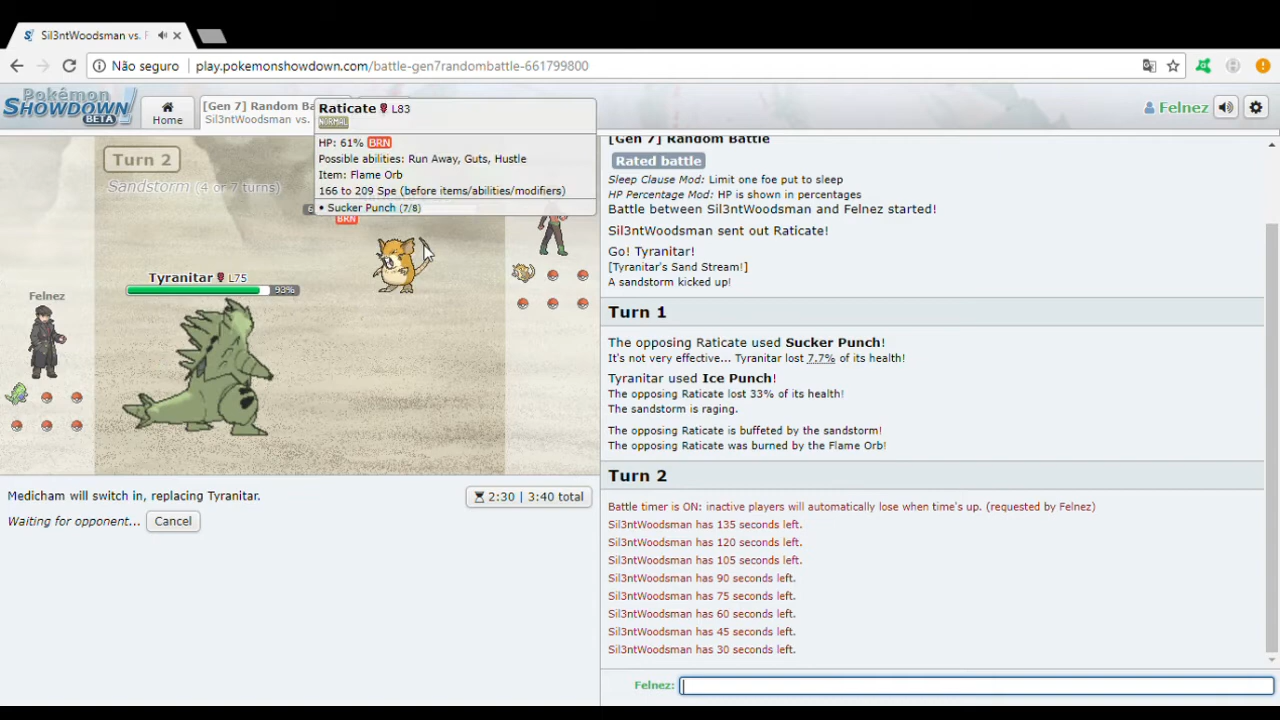 Sil3ntWoodsman vs. F
Não seguro
play.pokemonshowdown.com/battle-gen7randombattle-661799800
Pokémon
SHOWDOWN
BETA
Home
[Gen 7] Random Ba
Sil3ntWoodsman vs.
Felnez
Raticate L83
NORMAL
HP: 61% BRN
Possible abilities: Run Away, Guts, Hustle
Item: Flame Orb
166 to 209 Spe (before items/abilities/modifiers)
• Sucker Punch (7/8)
Turn 2
Sandstorm (4 or 7 turns)
BRN
Tyranitar L75
93%
Felnez
Medicham will switch in, replacing Tyranitar.
2:30 | 3:40 total
Waiting for opponent... Cancel
[Gen 7] Random Battle
Rated battle
Sleep Clause Mod: Limit one foe put to sleep
HP Percentage Mod: HP is shown in percentages
Battle between Sil3ntWoodsman and Felnez started!
Sil3ntWoodsman sent out Raticate!
Go! Tyranitar!
[Tyranitar's Sand Stream!]
A sandstorm kicked up!
Turn 1
The opposing Raticate used Sucker Punch!
It's not very effective... Tyranitar lost 7.7% of its health!
Tyranitar used Ice Punch!
The opposing Raticate lost 33% of its health!
The sandstorm is raging.
The opposing Raticate is buffeted by the sandstorm!
The opposing Raticate was burned by the Flame Orb!
Turn 2
Battle timer is ON: inactive players will automatically lose when time's up. (requested by Felnez)
Sil3ntWoodsman has 135 seconds left.
Sil3ntWoodsman has 120 seconds left.
Sil3ntWoodsman has 105 seconds left.
Sil3ntWoodsman has 90 seconds left.
Sil3ntWoodsman has 75 seconds left.
Sil3ntWoodsman has 60 seconds left.
Sil3ntWoodsman has 45 seconds left.
Sil3ntWoodsman has 30 seconds left.
Felnez: